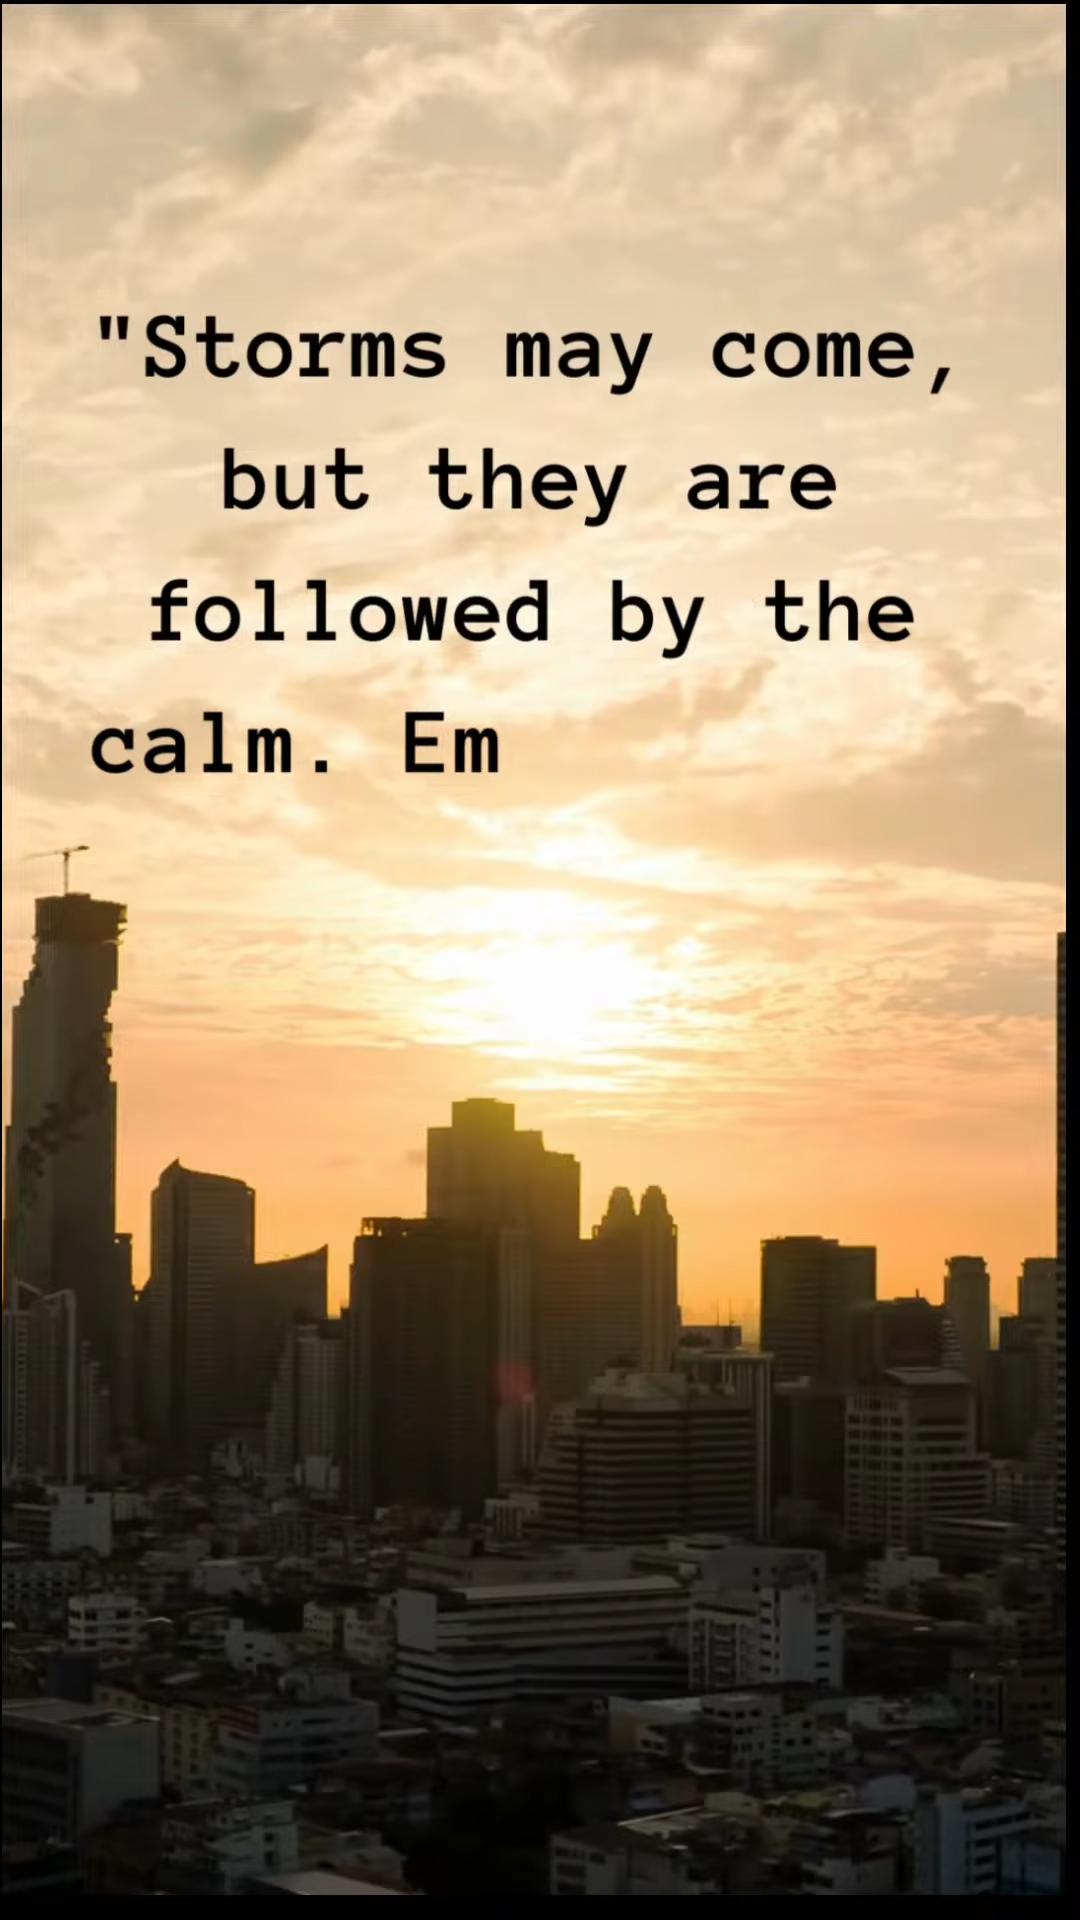 "Storms may come,
but they are
followed by the
calm. Em